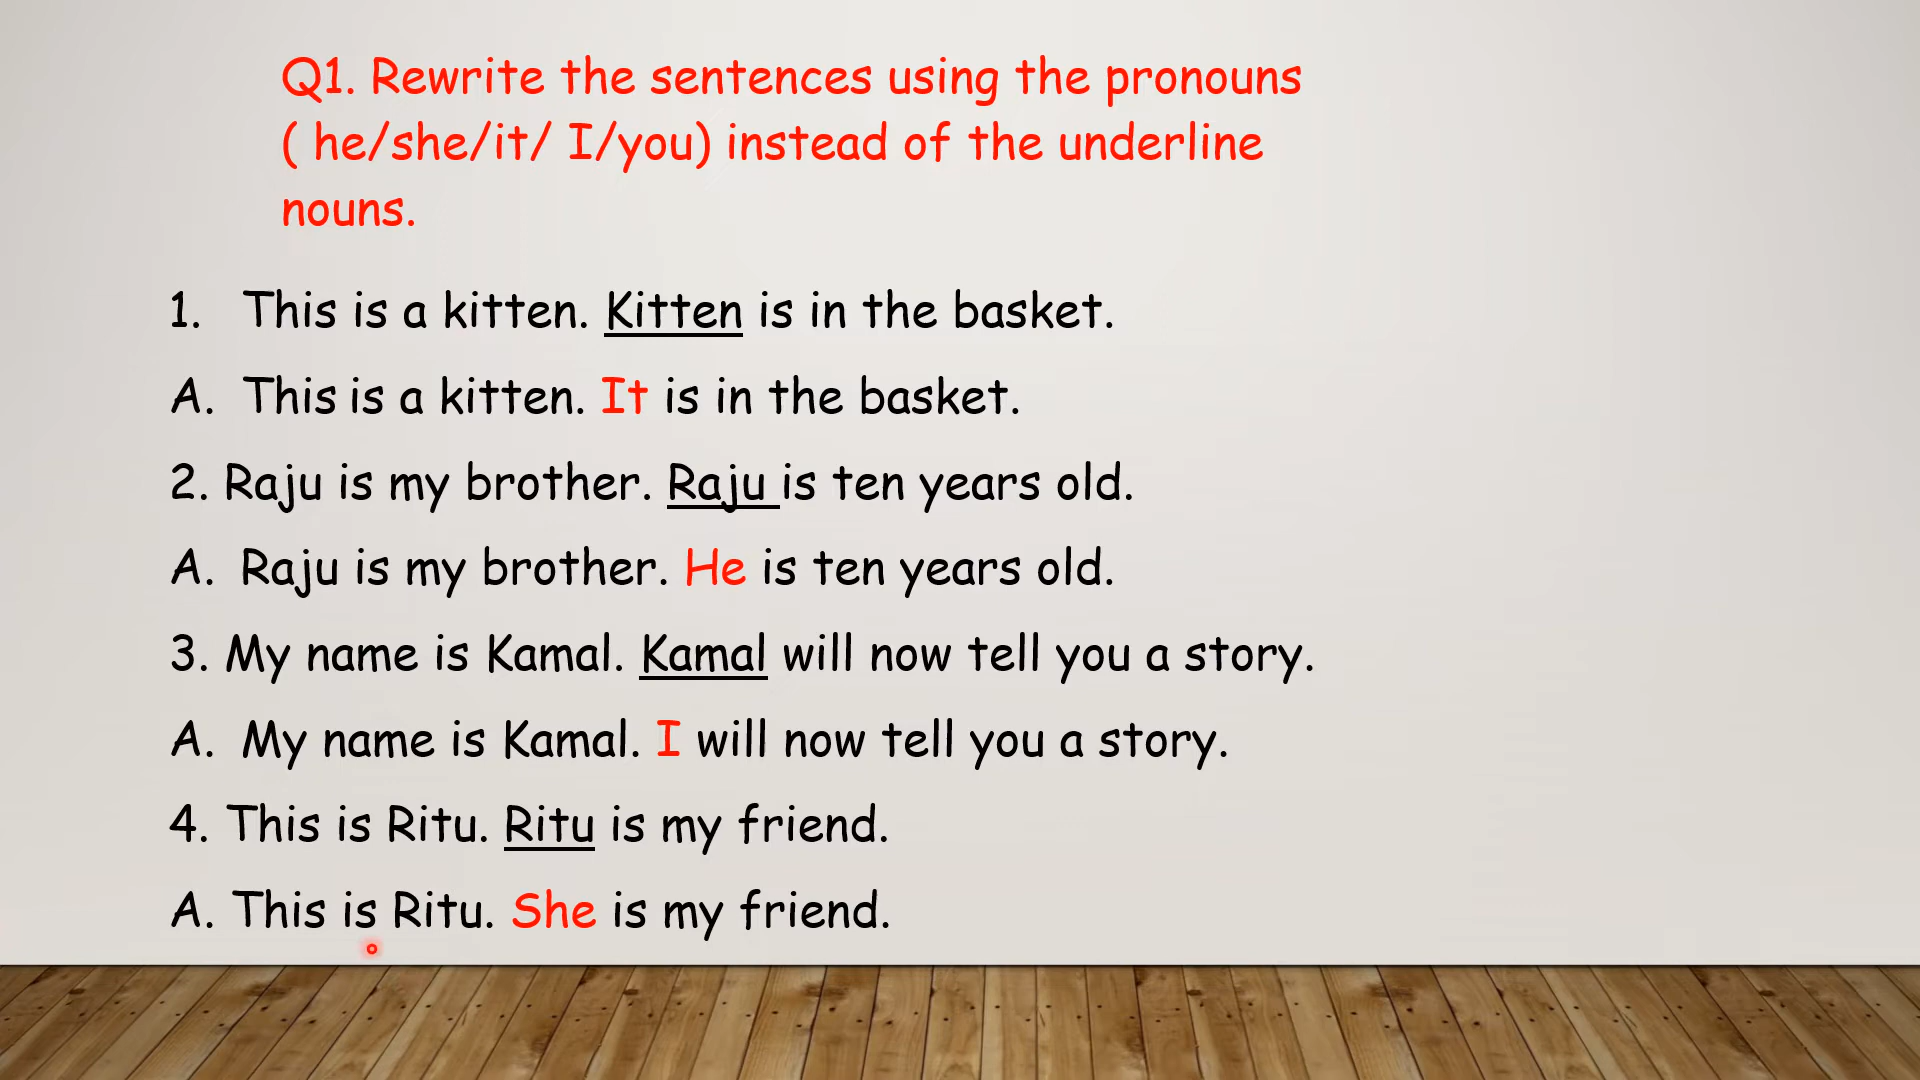 Q1. Rewrite the sentences using the pronouns
( he/she/it/ I/you) instead of the underline
nouns.
1. This is a kitten. Kitten is in the basket.
A. This is a kitten. It is in the basket.
2. Raju is my brother. Raju is ten years old.
A. Raju is my brother. He is ten years old.
3. My name is Kamal. Kamal will now tell you a story.
A. My name is Kamal. I will now tell you a story.
4. This is Ritu. Ritu is my friend.
A. This is Ritu. She is my friend.